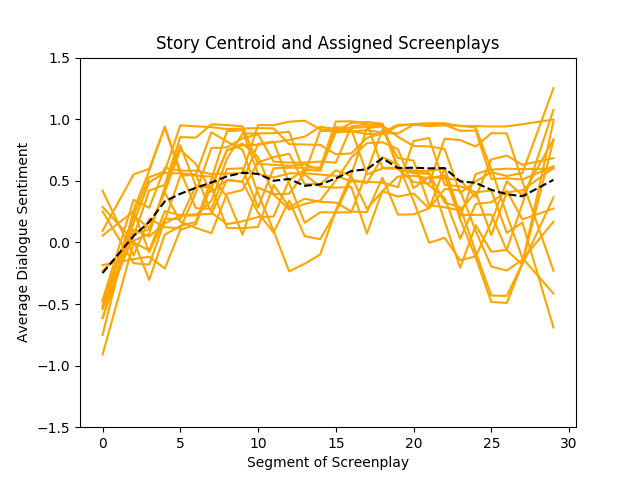 Story Centroid and Assigned Screenplays
1.5
1.0
0.5
0.0
−0.5
−1.0
−1.5
Average Dialogue Sentiment
0 5 10 15 20 25 30
Segment of Screenplay